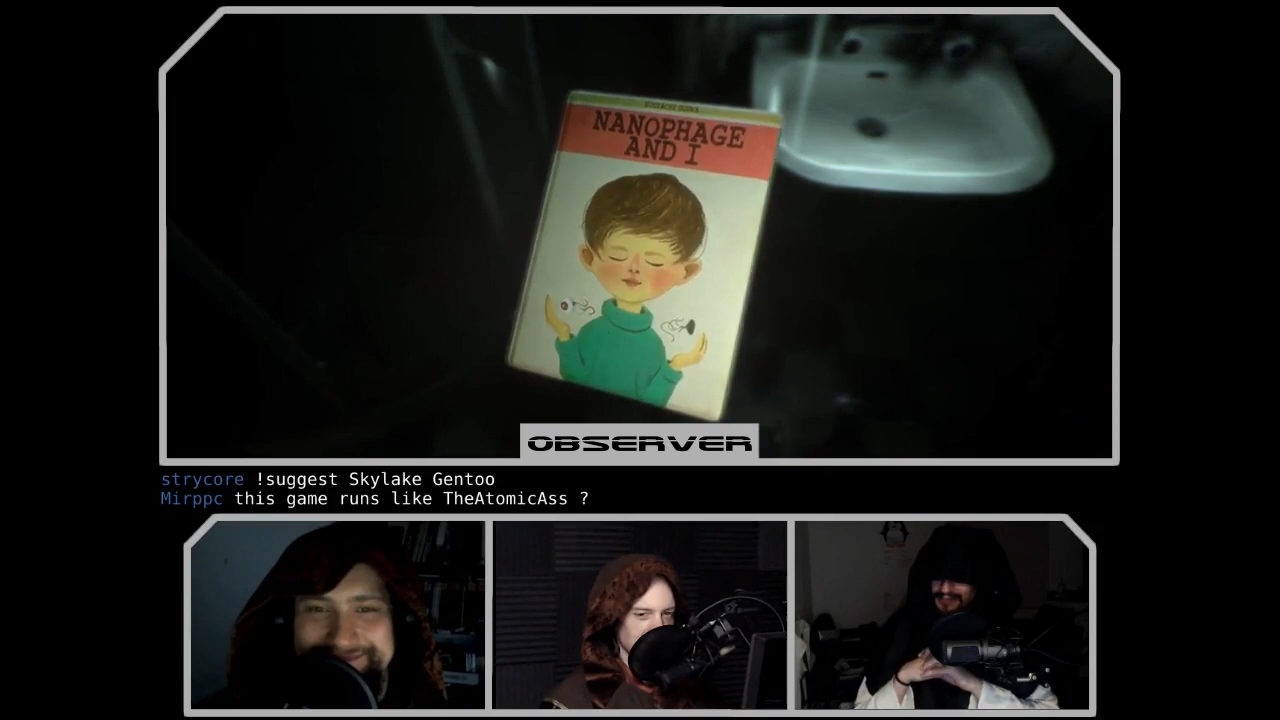 NANOPHAGE
AND I
OBSERVER
strycore !suggest Skylake Gentoo
Mirppc this game runs like TheAtomicAss ?